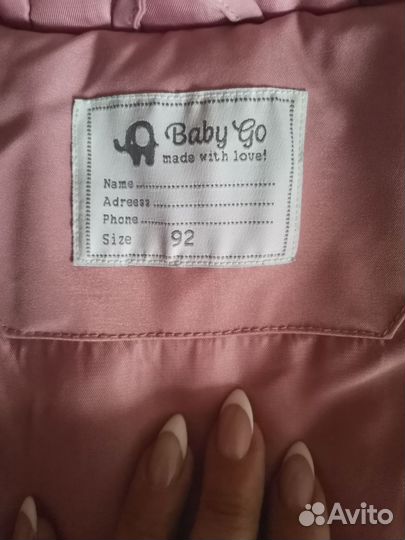 Baby Go
made with love!
Name
Adress
Phone
Size 92
Avito